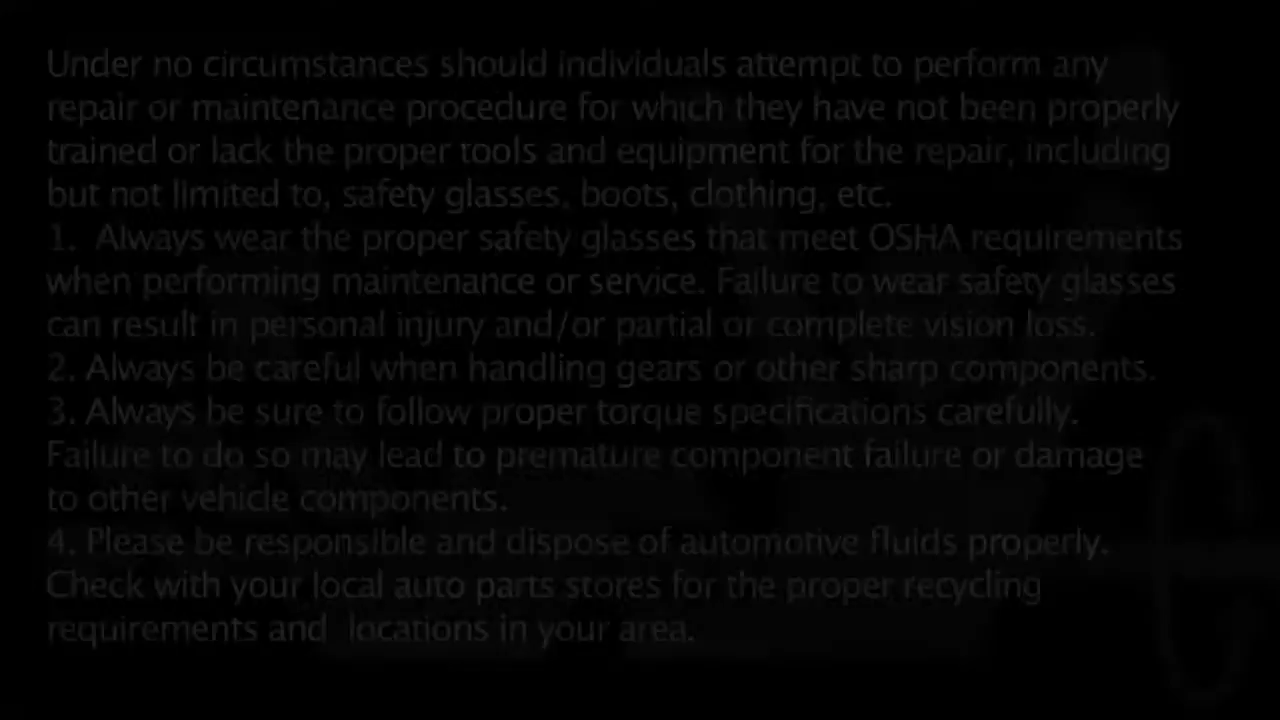 Under no circumstances should individuals attempt to perform any
repair or maintenance procedure for which they have not been properly
trained or lack the proper tools and equipment for the repair, including
but not limited to, safety glasses, boots, clothing, etc.
1.  Always wear the proper safety glasses that meet OSHA requirements
when performing maintenance or service. Failure to wear safety glasses
can result in personal injury and/or partial or complete vision loss.
2. Always be careful when handling gears or other sharp components.
3. Always be sure to follow proper torque specifications carefully.
Failure to do so may lead to premature component failure or damage
to other vehicle components.
4. Please be responsible and dispose of automotive fluids properly.
Check with your local auto parts stores for the proper recycling
requirements and  locations in your area.